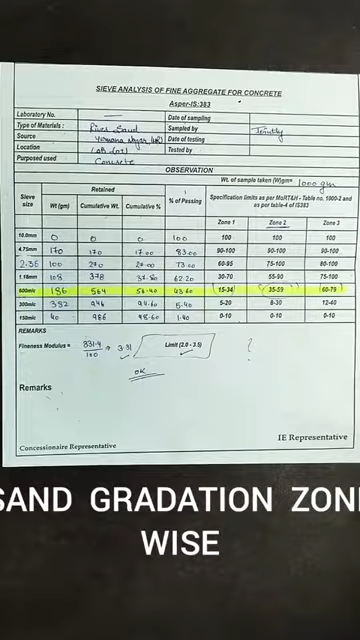 SIEVE ANALYSIS OF FINE AGGREGATE FOR CONCRETE
Asper-IS:383
Laboratory No. — Date of sampling
Type of Materials : River Sand Sampled by Jointly
Source Yamuna Nagar Date of testing
Location Tested by
Purposed used Concrete
OBSERVATION
Wt. of sample taken (W)gm= 1000 gm
Sieve size Retained % of Passing Specification limits as per MoRT&H - Table no. 1000-2 and as per table-4 of IS383
Wt (gm) Cumulative Wt. Cumulative % Zone 1 Zone 2 Zone 3
10.0mm 0 0 0 100 100 100 100
4.75mm 170 170 17.00 83.00 90-100 90-100 90-100
2.36 100 270 27.00 73.00 60-95 75-100 80-100
1.18mm 108 378 37.80 62.20 30-70 55-90 75-100
600mic 186 564 56.40 43.60 (15-34) (35-59) (60-79)
300mic 382 946 94.60 5.40 5-20 8-30 12-40
150mic 40 986 98.60 1.40 0-10 0-10 0-10
REMARKS
Fineness Modulus = 331.4/100 → 3.31 Limit (2.0 - 3.5) ?
OK
Remarks
IE Representative
Concessionaire Representative
SAND GRADATION ZONE
WISE